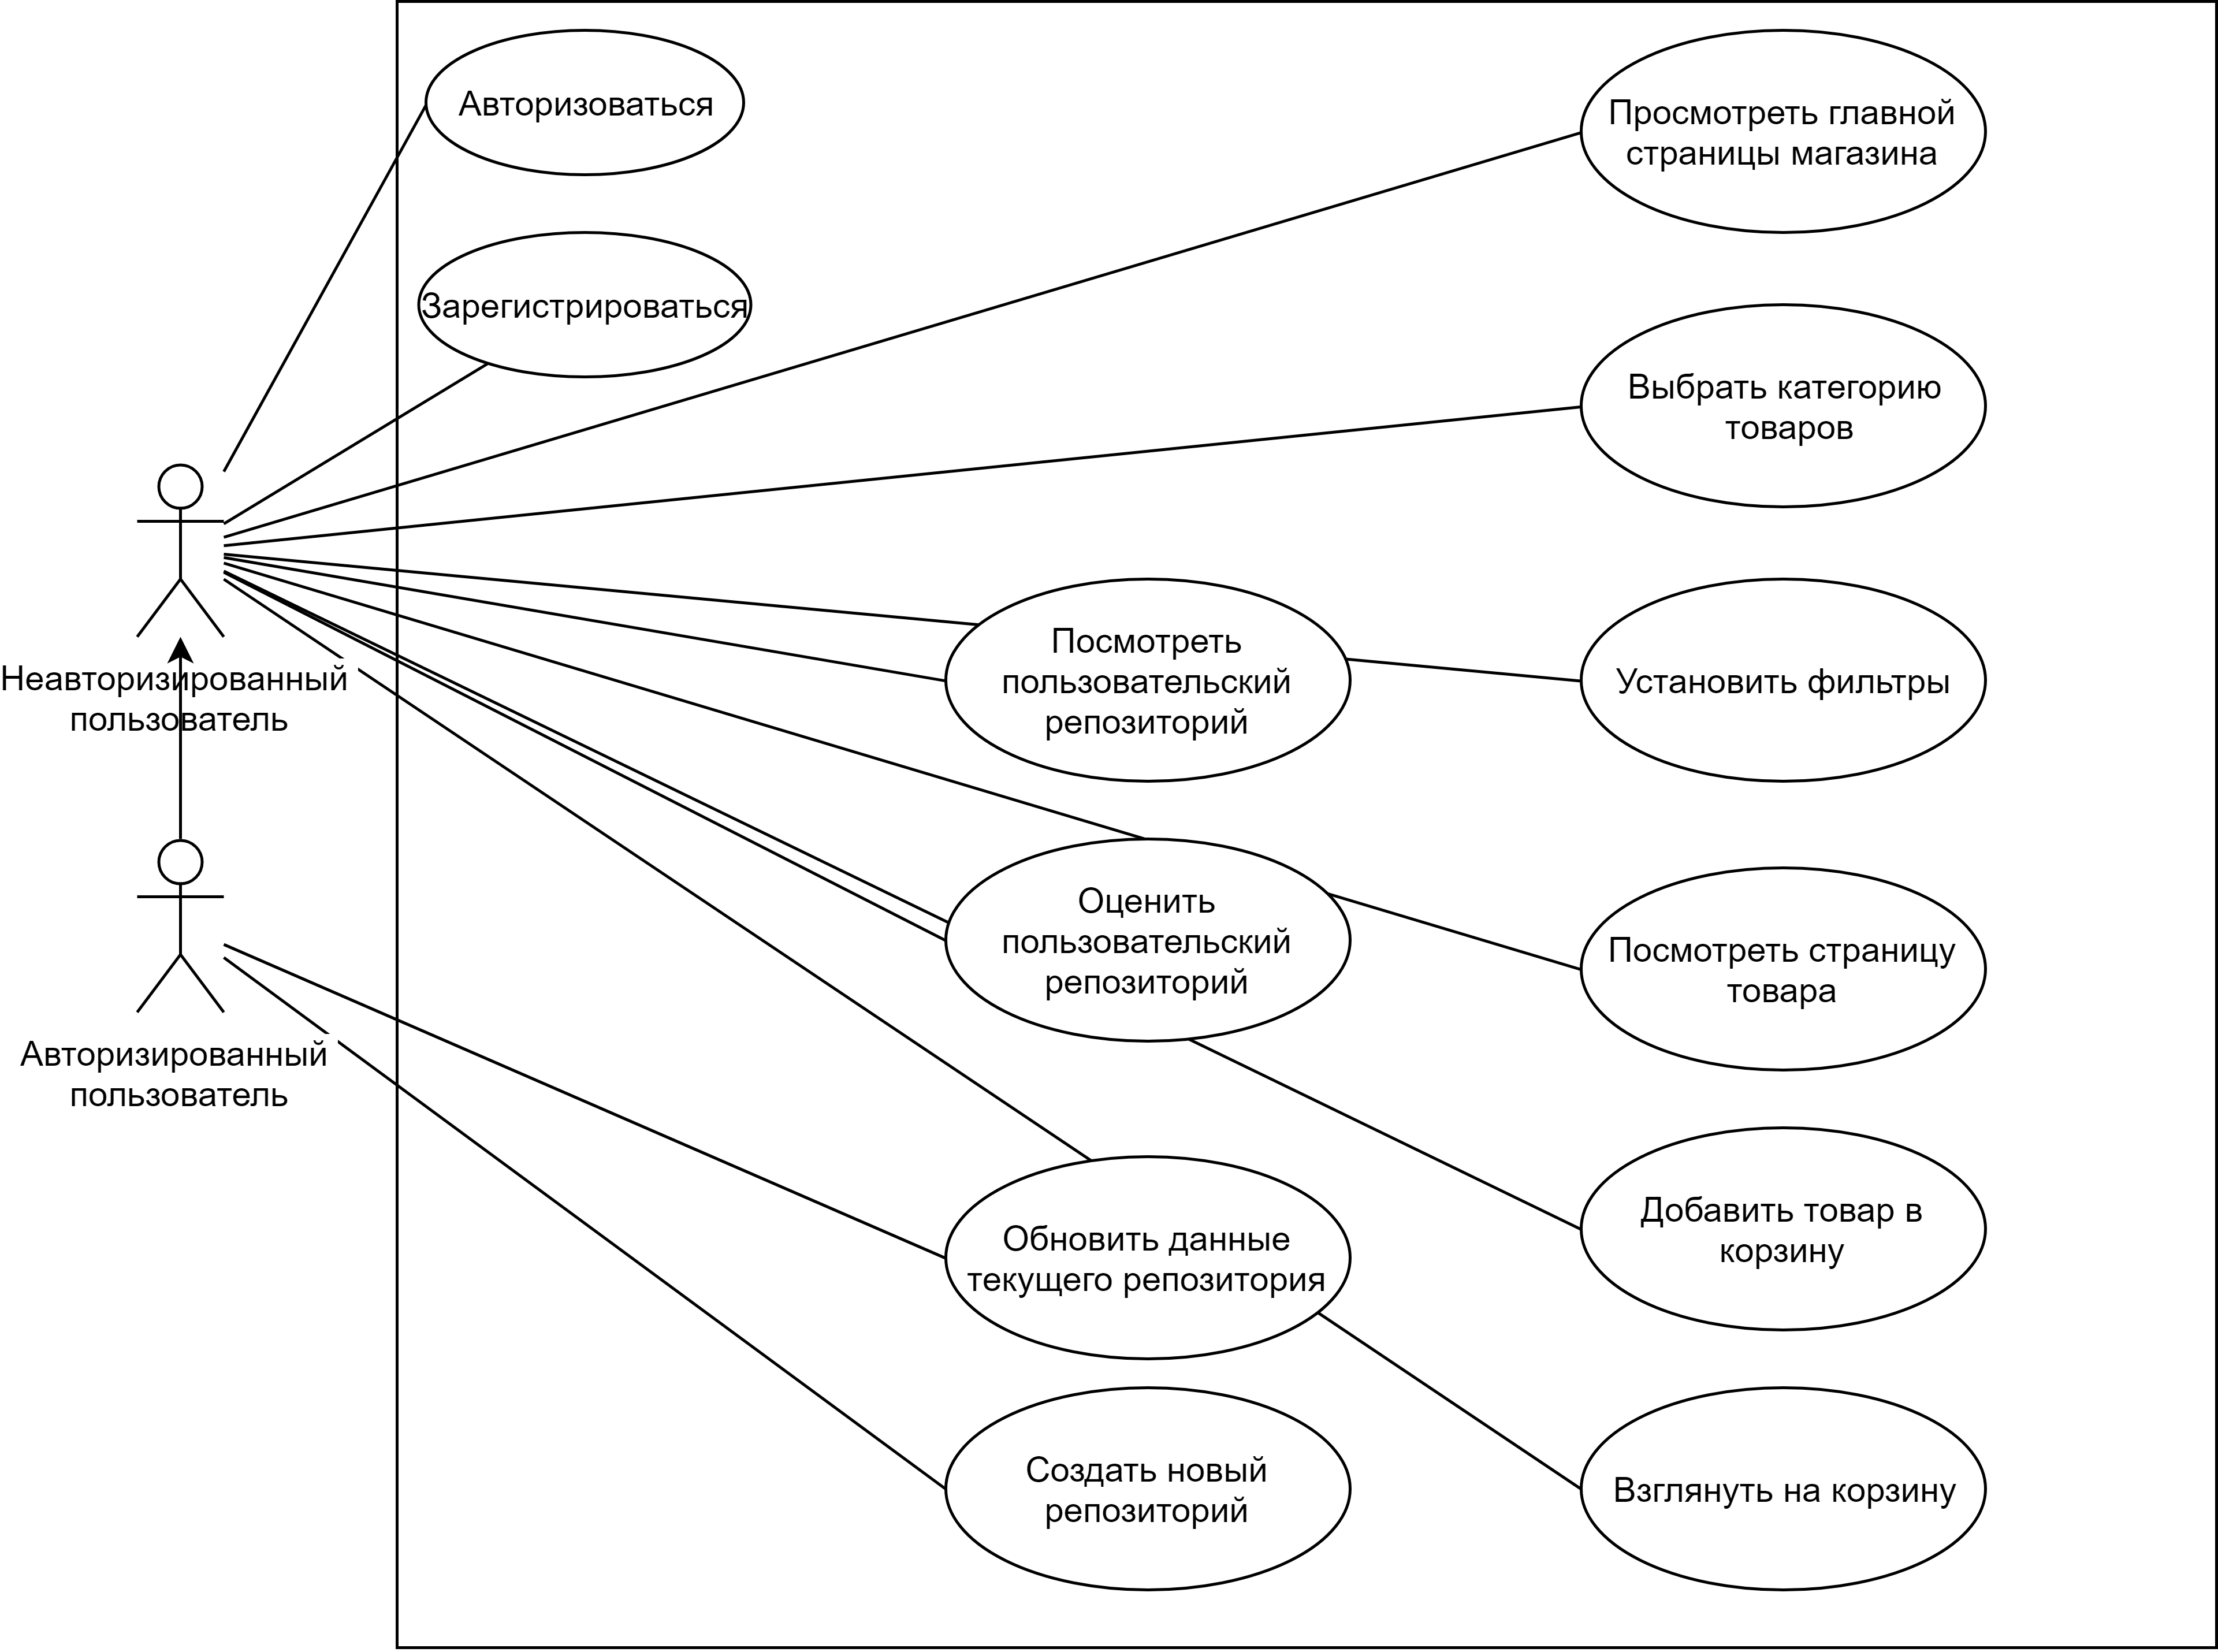 Авторизоваться
Просмотреть главной
страницы магазина
Зарегистрироваться
Выбрать категорию
товаров
Неавторизированный
пользователь
Посмотреть
пользовательский
репозиторий
Установить фильтры
Оценить
пользовательский
репозиторий
Посмотреть страницу
товара
Авторизированный
пользователь
Обновить данные
текущего репозитория
Добавить товар в
корзину
Создать новый
репозиторий
Взглянуть на корзину